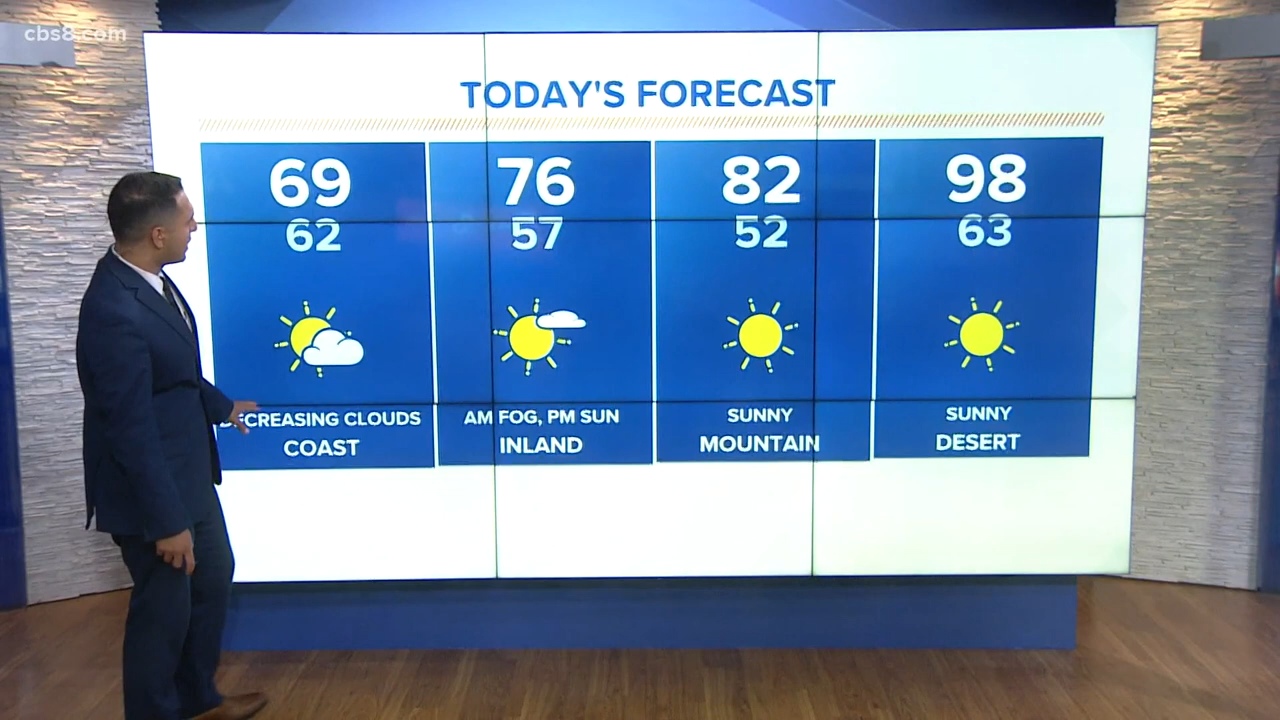 cbs8.com
TODAY'S FORECAST
69
62
DECREASING CLOUDS
COAST
76
57
AM FOG, PM SUN
INLAND
82
52
SUNNY
MOUNTAIN
98
63
SUNNY
DESERT